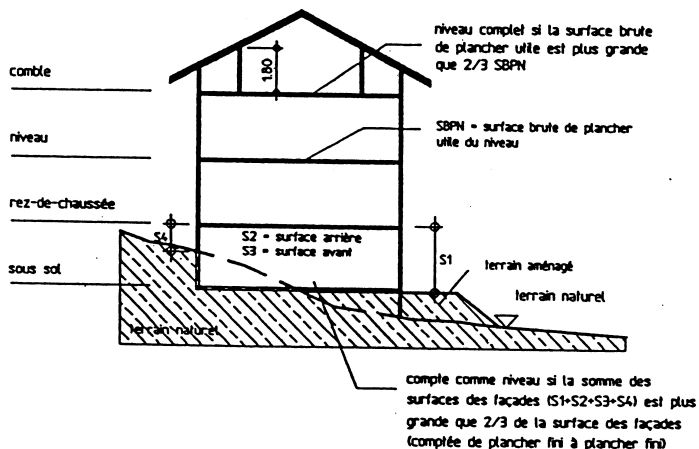 niveau complet si la surface brute
de plancher utile est plus grande
que 2/3 SBPN
1.80
comble
SBPN = surface brute de plancher
utile du niveau
niveau
rez-de-chaussée
S4
S2 = surface arrière
S3 = surface avant
S1
terrain aménagé
sous sol
terrain naturel
terrain naturel
compte comme niveau si la somme des
surfaces des façades (S1+S2+S3+S4) est plus
grande que 2/3 de la surface des façades
(comptée de plancher fini à plancher fini)